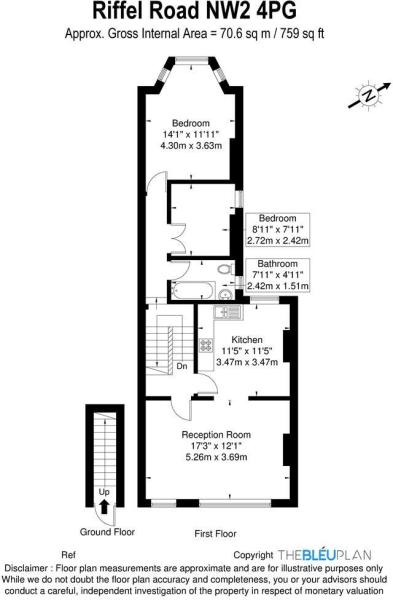 Riffel Road NW2 4PG
Approx. Gross Internal Area = 70.6 sq m / 759 sq ft
N
Bedroom
14'1" x 11'11"
4.30m x 3.63m
Bedroom
8'11" x 7'11"
2.72m x 2.42m
Bathroom
7'11" x 4'11"
2.42m x 1.51m
Kitchen
11'5" x 11'5"
3.47m x 3.47m
Dn
Reception Room
17'3" x 12'1"
5.26m x 3.69m
Up
Ground Floor
First Floor
Ref
Copyright THEBLÉUPLAN
Disclaimer : Floor plan measurements are approximate and are for illustrative purposes only
While we do not doubt the floor plan accuracy and completeness, you or your advisors should
conduct a careful, independent investigation of the property in respect of monetary valuation